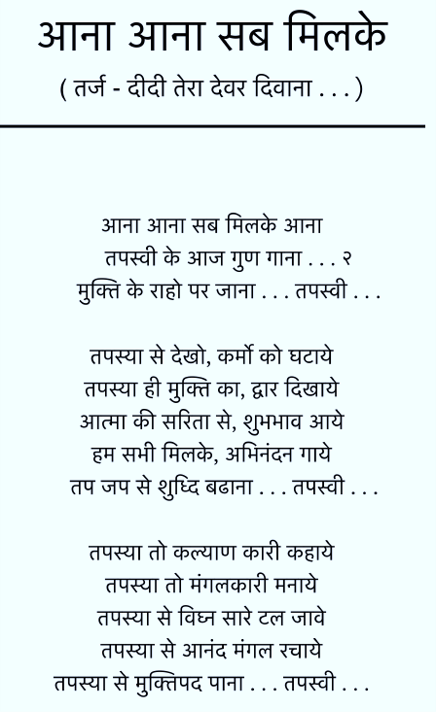 आना आना सब मिलके
( तर्ज - दीदी तेरा देवर दिवाना . . . )
आना आना सब मिलके आना
तपस्वी के आज गुण गाना . . . २
मुक्ति के राहो पर जाना . . . तपस्वी . . .
तपस्या से देखो, कर्मो को घटाये
तपस्या ही मुक्ति का, द्वार दिखाये
आत्मा की सरिता से, शुभभाव आये
हम सभी मिलके, अभिनंदन गाये
तप जप से शुध्दि बढाना . . . तपस्वी . . .
तपस्या तो कल्याण कारी कहाये
तपस्या तो मंगलकारी मनाये
तपस्या से विघ्न सारे टल जावे
तपस्या से आनंद मंगल रचाये
तपस्या से मुक्तिपद पाना . . . तपस्वी . . .